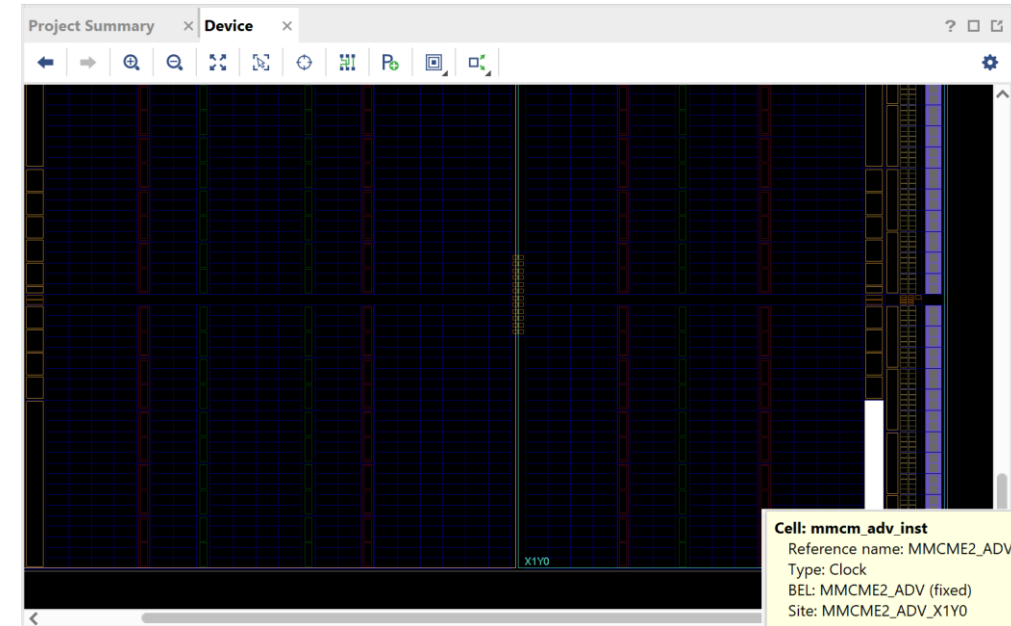 Project Summary × Device ×
? 
X1Y0
Cell: mmcm_adv_inst
Reference name: MMCME2_ADV
Type: Clock
BEL: MMCME2_ADV (fixed)
Site: MMCME2_ADV_X1Y0